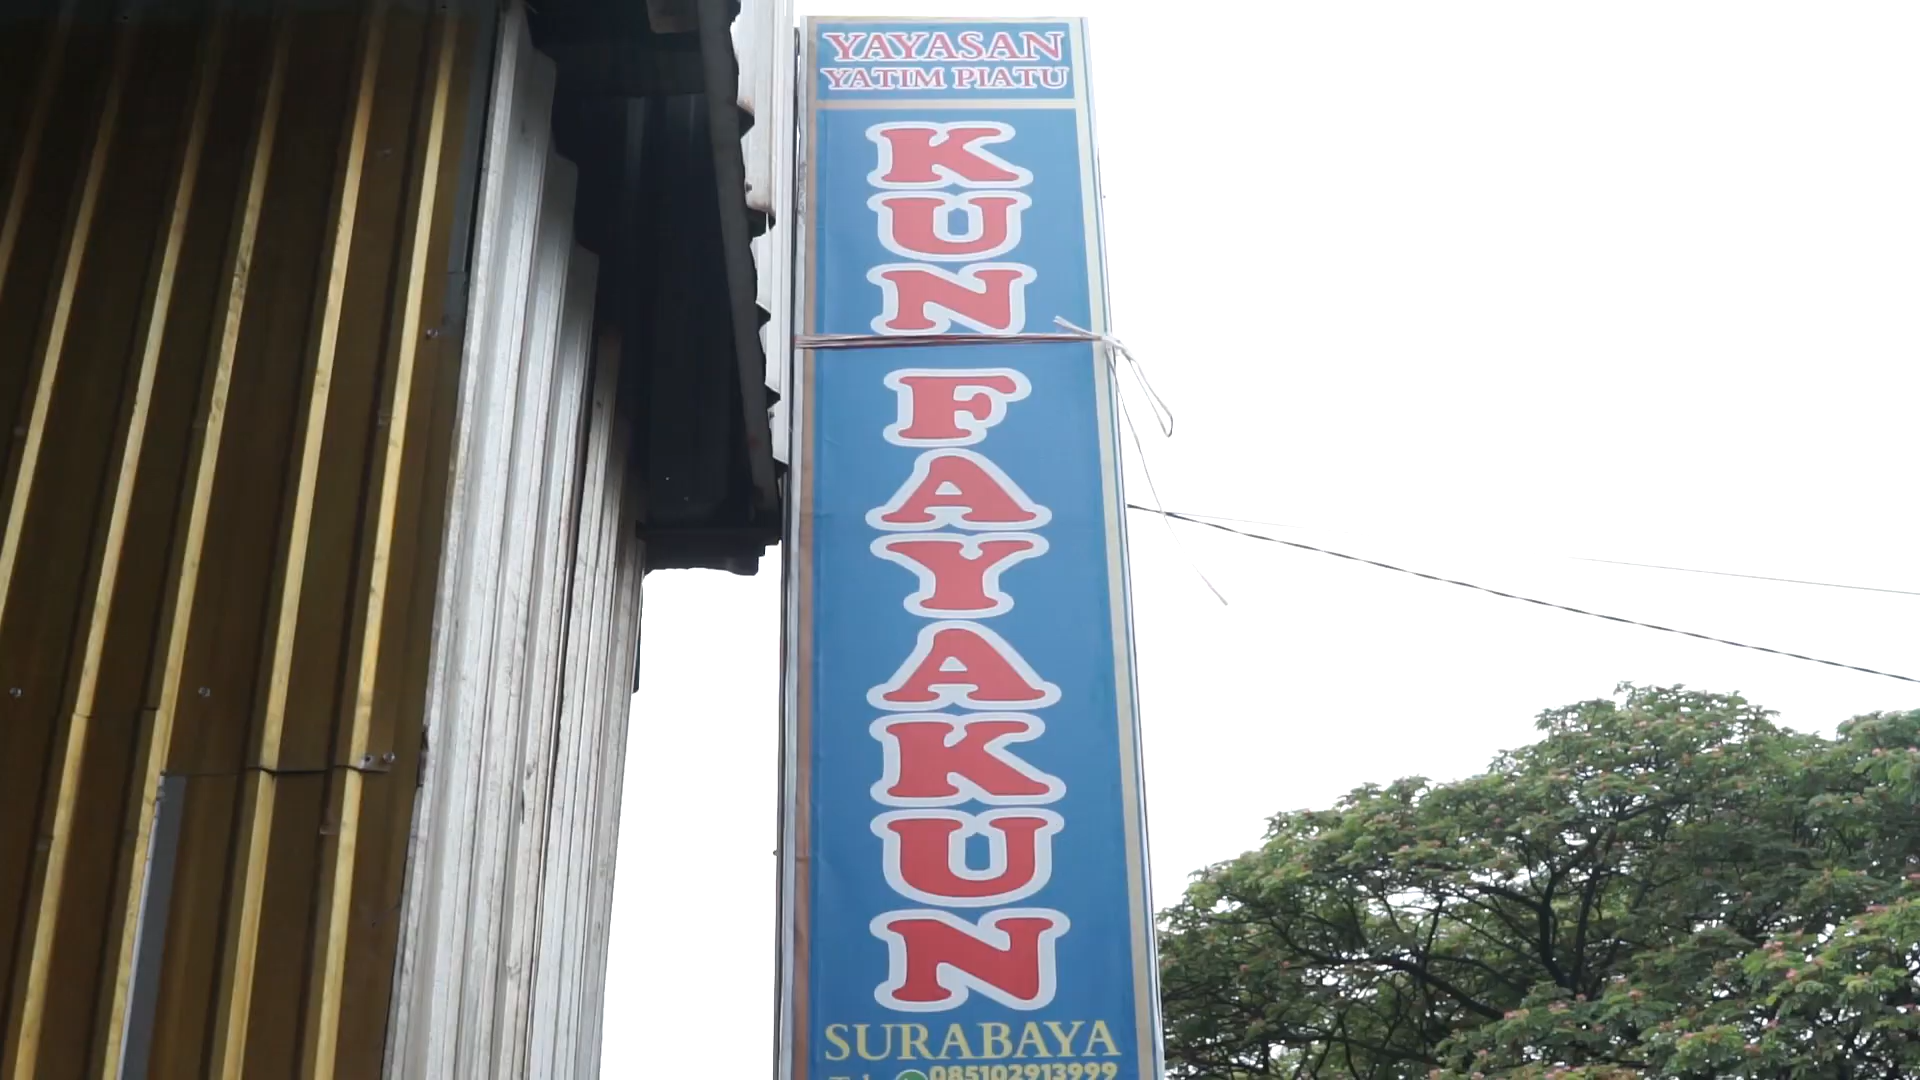 YAYASAN
YATIM PIATU
KUN
FAYAKUN
SURABAYA
085102913999